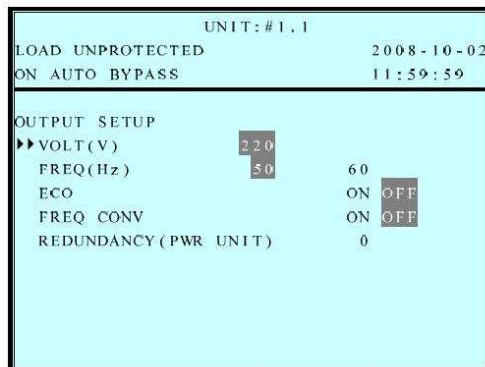 UNIT:#1.1
LOAD UNPROTECTED 2008-10-02
ON AUTO BYPASS 11:59:59
OUTPUT SETUP
VOLT(V) 220
FREQ(Hz) 50 60
ECO ON OFF
FREQ CONV ON OFF
REDUNDANCY(PWR UNIT) 0